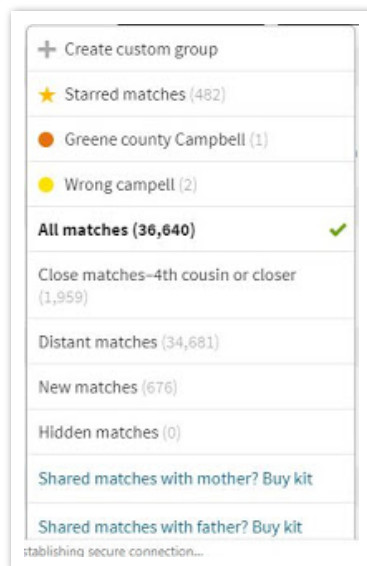 Create custom group
Starred matches (482)
Greene county Campbell (1)
Wrong campell (2)
All matches (36,640)
Close matches–4th cousin or closer
(1,959)
Distant matches (34,681)
New matches (676)
Hidden matches (0)
Shared matches with mother? Buy kit
Shared matches with father? Buy kit
stablishing secure connection...